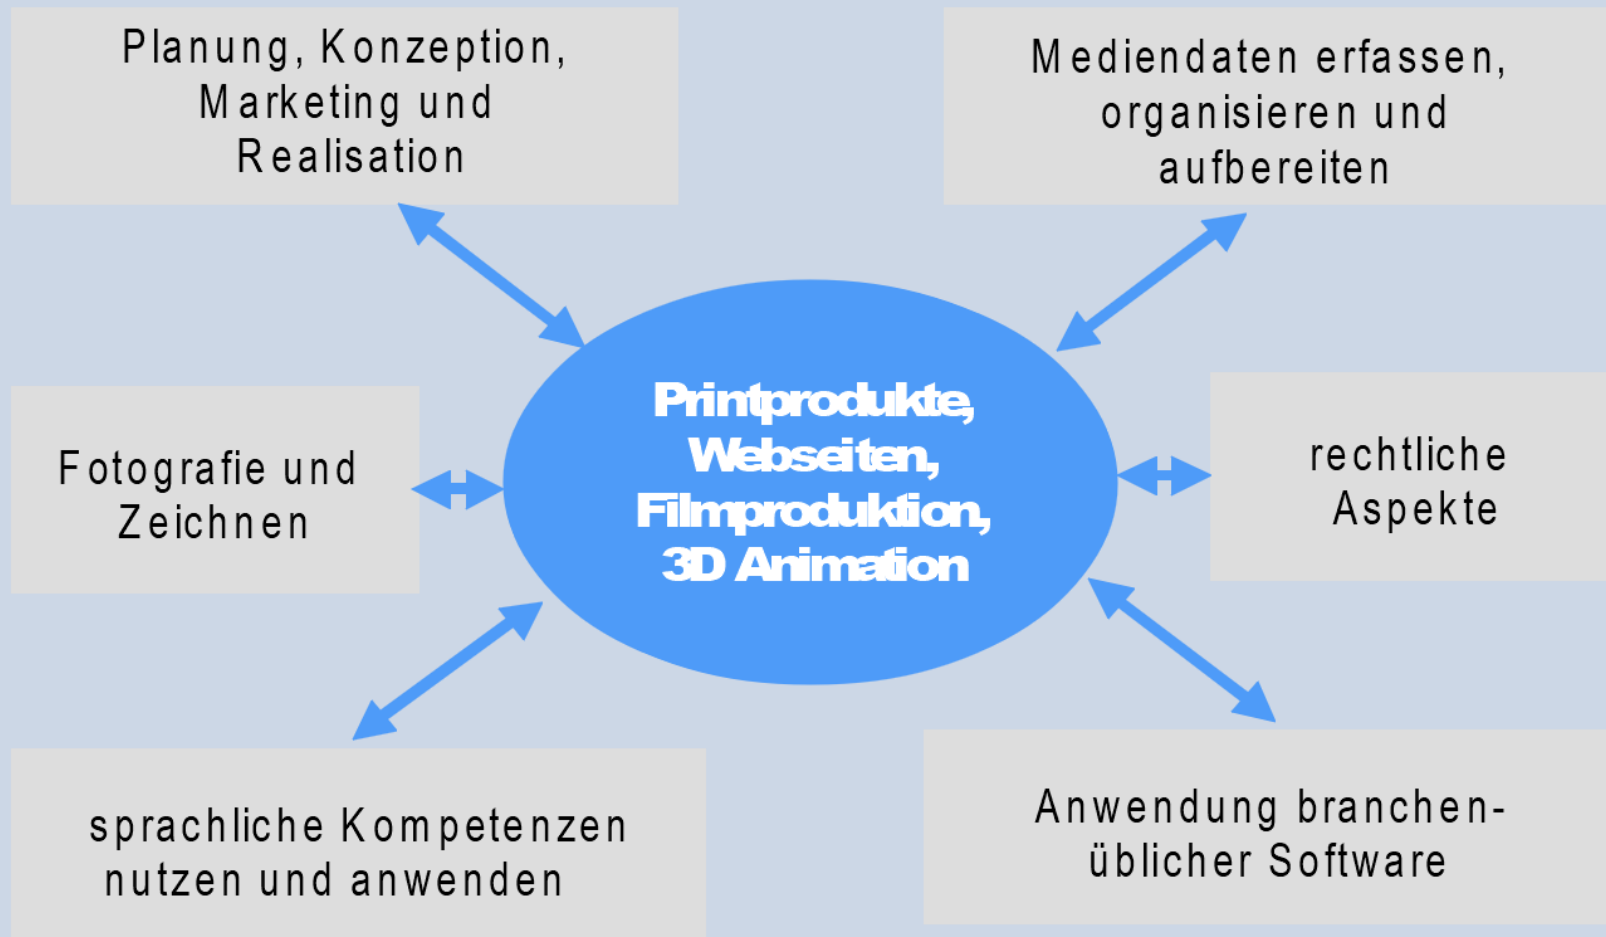 Planung, Konzeption,
Marketing und
Realisation
Mediendaten erfassen,
organisieren und
aufbereiten
Fotografie und
Zeichnen
Printprodukte,
Webseiten,
Filmproduktion,
3D Animation
rechtliche
Aspekte
sprachliche Kompetenzen
nutzen und anwenden
Anwendung branchen-
üblicher Software